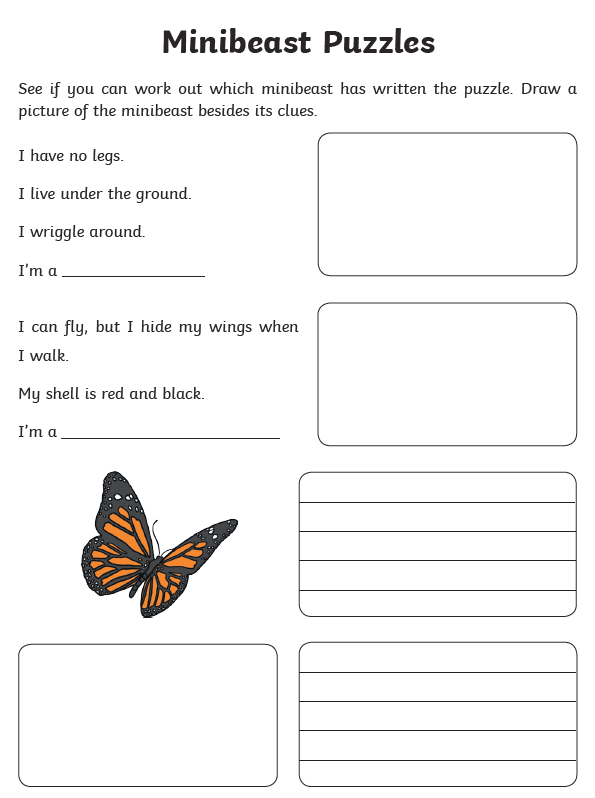 Minibeast Puzzles
See if you can work out which minibeast has written the puzzle. Draw a
picture of the minibeast besides its clues.
I have no legs.
I live under the ground.
I wriggle around.
I'm a
I can fly, but I hide my wings when
I walk.
My shell is red and black.
I'm a